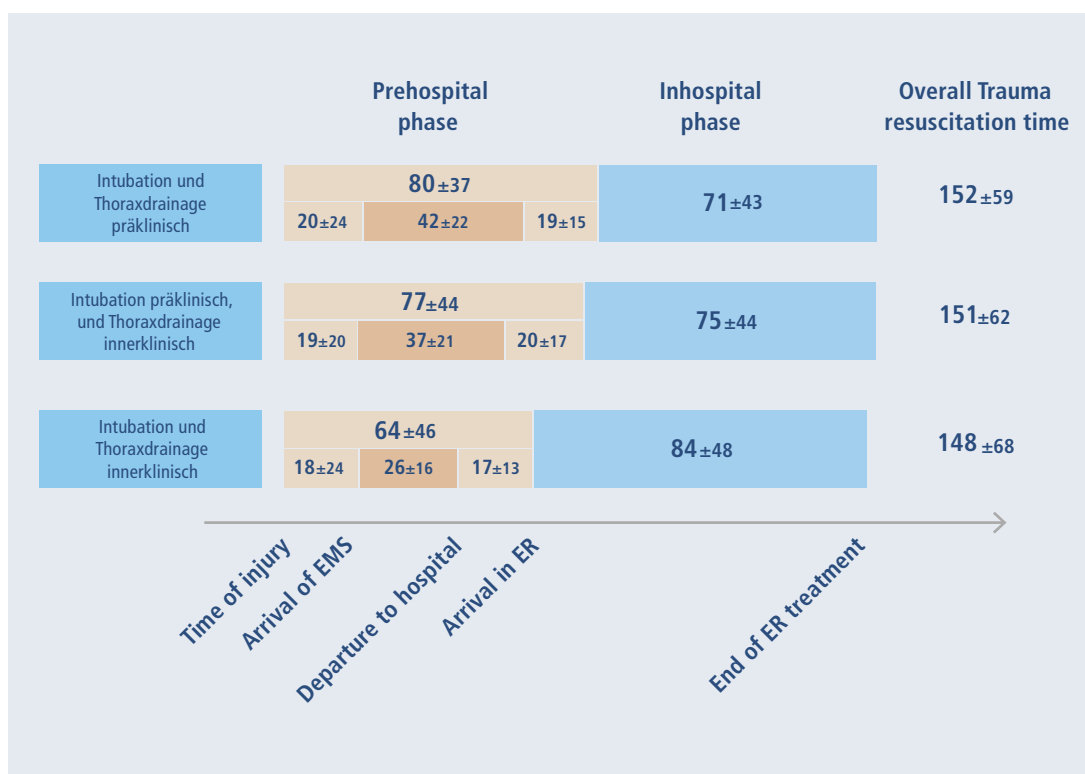 Prehospital
phase
Inhospital
phase
Overall Trauma
resuscitation time
Intubation und
Thoraxdrainage
präklinisch
80±37
20±24 42±22 19±15
71±43
152±59
Intubation präklinisch,
und Thoraxdrainage
innerklinisch
77±44
19±20 37±21 20±17
75±44
151±62
Intubation und
Thoraxdrainage
innerklinisch
64±46
18±24 26±16 17±13
84±48
148±68
Time of injury
Arrival of EMS
Departure to hospital
Arrival in ER
End of ER treatment